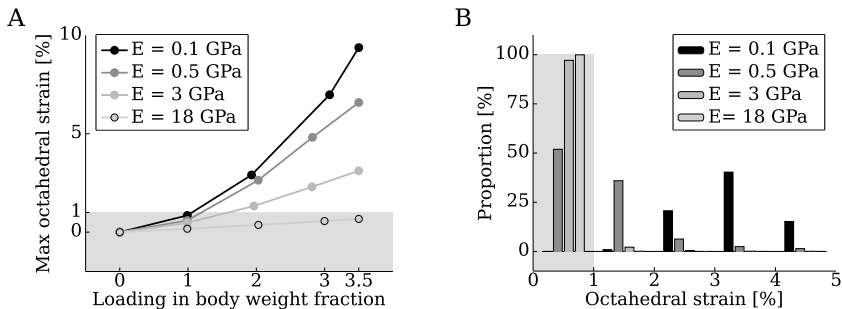 A
10
5
1
0
Max octahedral strain [%]
E = 0.1 GPa
E = 0.5 GPa
E = 3 GPa
E = 18 GPa
0 1 2 3 3.5
Loading in body weight fraction
B
100
75
50
25
0
Proportion [%]
E = 0.1 GPa
E = 0.5 GPa
E = 3 GPa
E= 18 GPa
0 1 2 3 4 5
Octahedral strain [%]